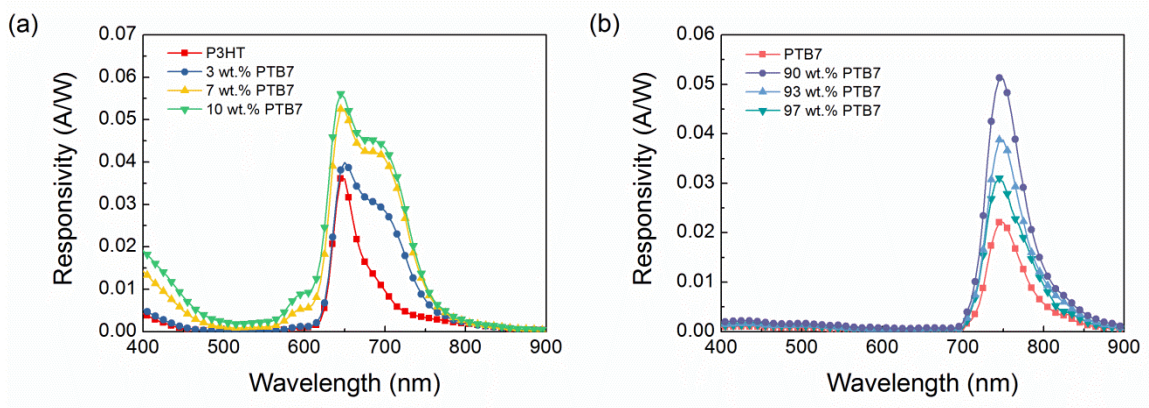 (a)
Responsivity (A/W)
0.07
0.06
0.05
0.04
0.03
0.02
0.01
0.00
P3HT
3 wt.% PTB7
7 wt.% PTB7
10 wt.% PTB7
400 500 600 700 800 900
Wavelength (nm)
(b)
Responsivity (A/W)
0.06
0.05
0.04
0.03
0.02
0.01
0.00
PTB7
90 wt.% PTB7
93 wt.% PTB7
97 wt.% PTB7
400 500 600 700 800 900
Wavelength (nm)